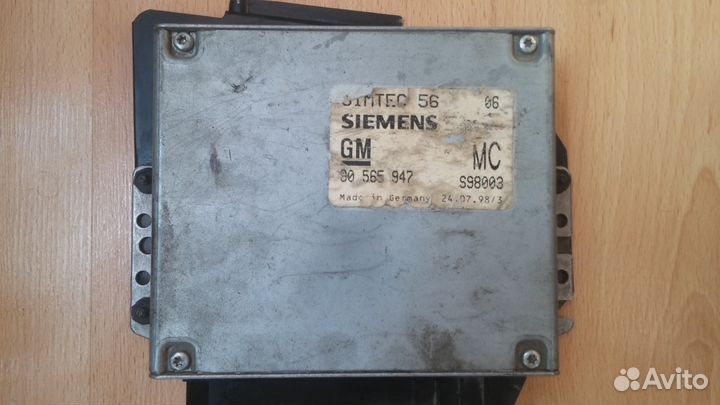 SIMTEC 56 06
SIEMENS
GM MC
90 565 947 S98003
Made in Germany 24.07.98/3
Avito